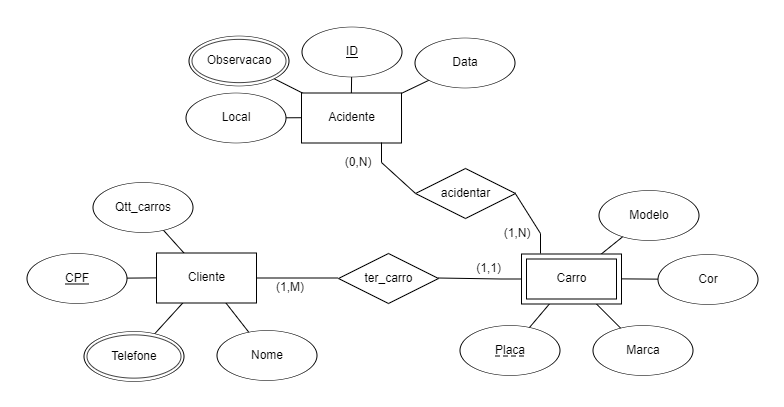 Observacao
ID
Data
Local
Acidente
(0,N)
acidentar
Qtt_carros
Modelo
(1,N)
CPF
Cliente
(1,M)
ter_carro
(1,1)
Carro
Cor
Telefone
Nome
Placa
Marca